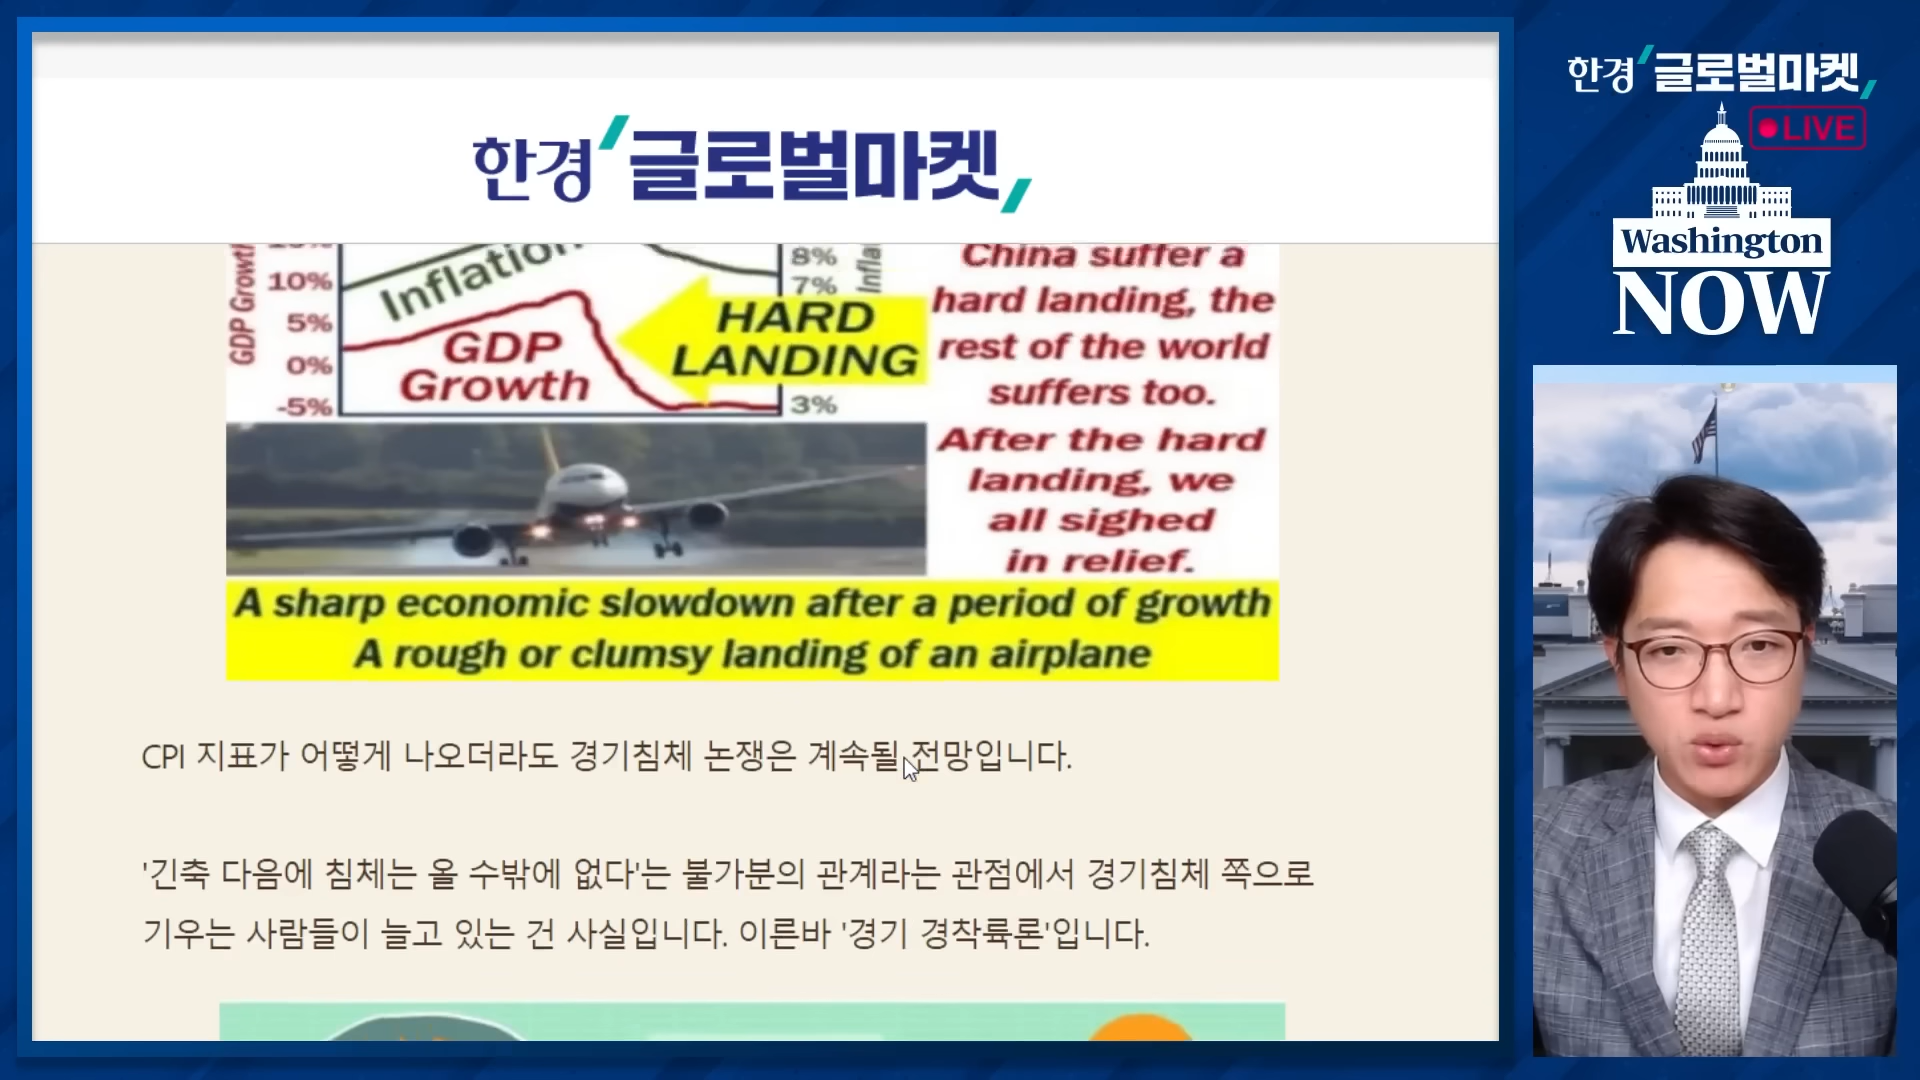 한경 글로벌마켓
한경 글로벌마켓
LIVE
Washington
NOW
GDP Growth
10%
5%
0%
-5%
Inflation
GDP
Growth
8%
7%
3%
HARD
LANDING
China suffer a
hard landing, the
rest of the world
suffers too.
After the hard
landing, we
all sighed
in relief.
A sharp economic slowdown after a period of growth
A rough or clumsy landing of an airplane
CPI 지표가 어떻게 나오더라도 경기침체 논쟁은 계속될 전망입니다.
'긴축 다음에 침체는 올 수밖에 없다'는 불가분의 관계라는 관점에서 경기침체 쪽으로
기우는 사람들이 늘고 있는 건 사실입니다. 이른바 '경기 경착륙론'입니다.